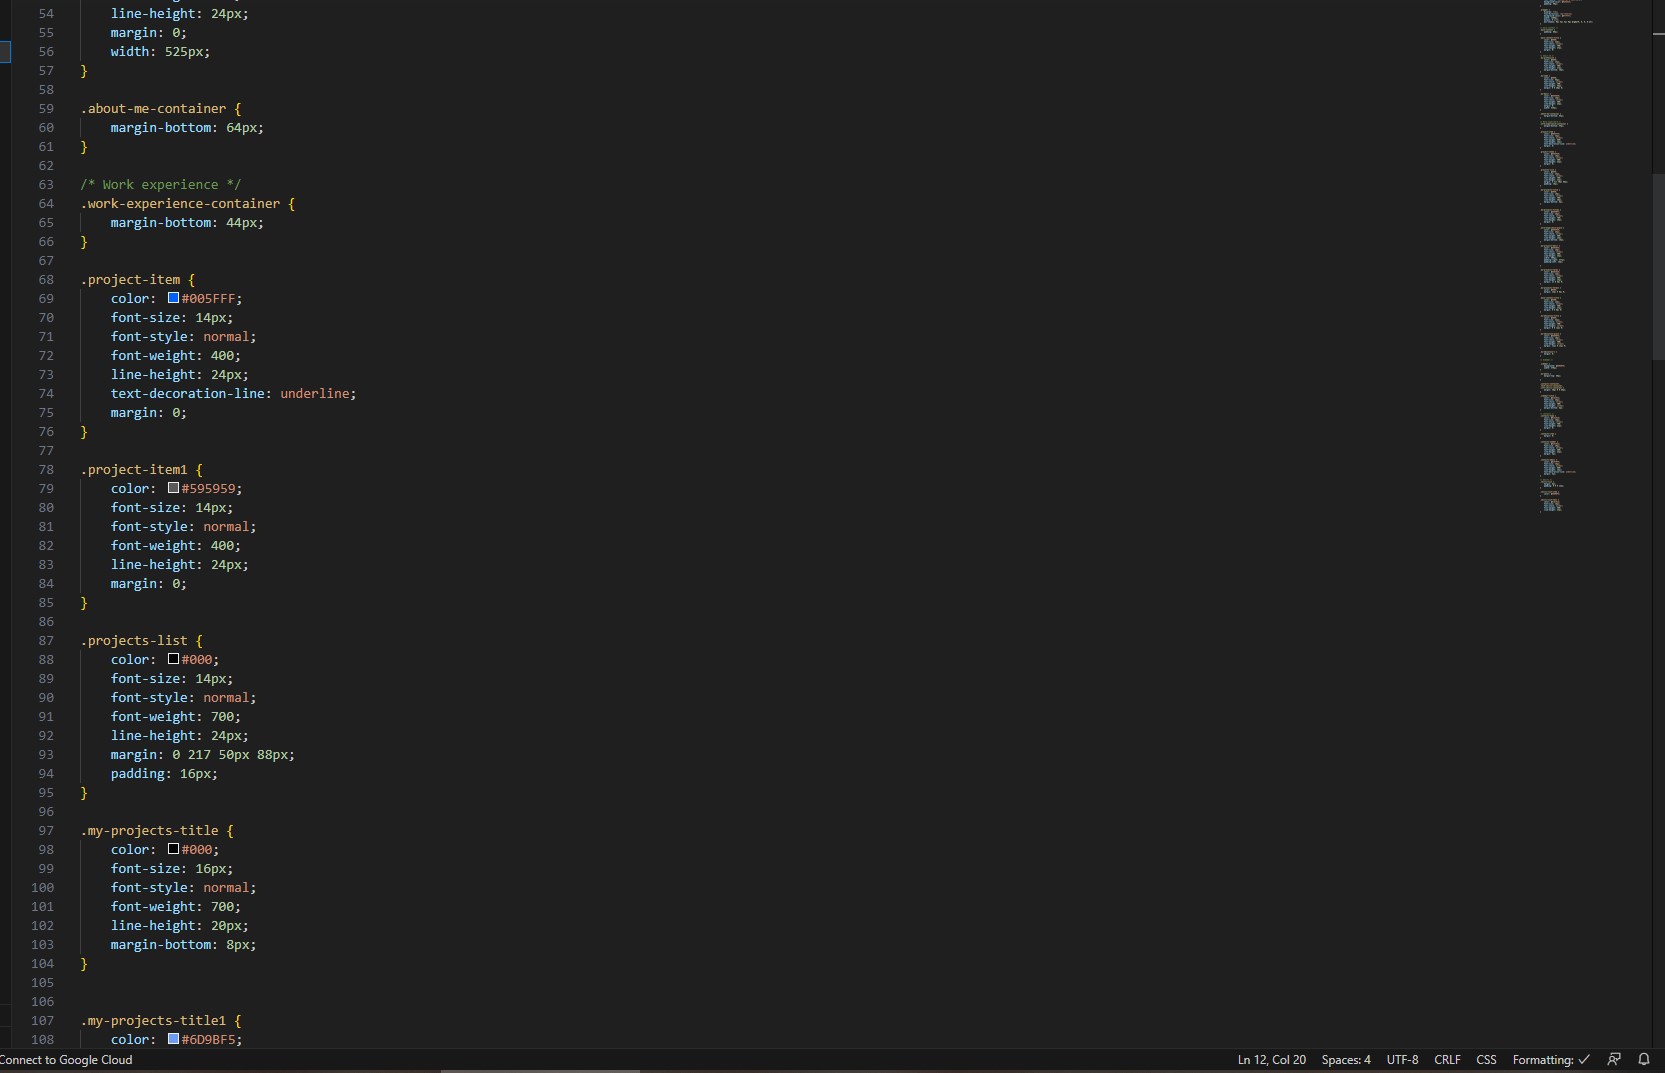 54 line-height: 24px;
55 margin: 0;
56 width: 525px;
57 }
58
59 .about-me-container {
60 margin-bottom: 64px;
61 }
62
63 /* Work experience */
64 .work-experience-container {
65 margin-bottom: 44px;
66 }
67
68 .project-item {
69 color: #005FFF;
70 font-size: 14px;
71 font-style: normal;
72 font-weight: 400;
73 line-height: 24px;
74 text-decoration-line: underline;
75 margin: 0;
76 }
77
78 .project-item1 {
79 color: #595959;
80 font-size: 14px;
81 font-style: normal;
82 font-weight: 400;
83 line-height: 24px;
84 margin: 0;
85 }
86
87 .projects-list {
88 color: #000;
89 font-size: 14px;
90 font-style: normal;
91 font-weight: 700;
92 line-height: 24px;
93 margin: 0 217 50px 88px;
94 padding: 16px;
95 }
96
97 .my-projects-title {
98 color: #000;
99 font-size: 16px;
100 font-style: normal;
101 font-weight: 700;
102 line-height: 20px;
103 margin-bottom: 8px;
104 }
105
106
107 .my-projects-title1 {
108 color: #6D9BF5;
Connect to Google Cloud Ln 12, Col 20 Spaces: 4 UTF-8 CRLF CSS Formatting: ✓